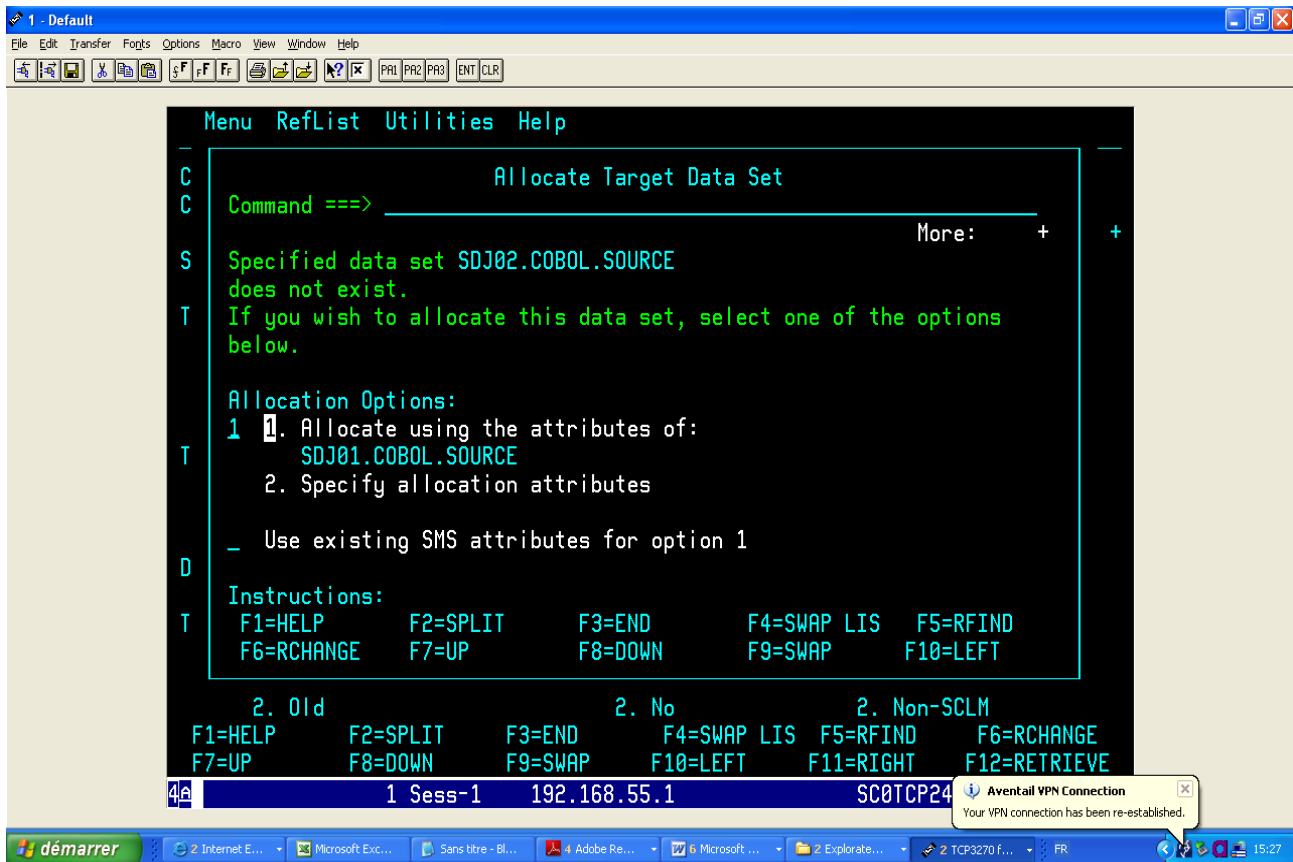 1 - Default
File Edit Transfer Fonts Options Macro View Window Help
PA1 PA2 PA3 ENT CLR
Menu RefList Utilities Help
C Allocate Target Data Set
C Command ===>
More: + +
S Specified data set SDJ02.COBOL.SOURCE
does not exist.
T If you wish to allocate this data set, select one of the options
below.
Allocation Options:
1 1. Allocate using the attributes of:
T SDJ01.COBOL.SOURCE
2. Specify allocation attributes
_ Use existing SMS attributes for option 1
D
Instructions:
T F1=HELP F2=SPLIT F3=END F4=SWAP LIS F5=RFIND
F6=RCHANGE F7=UP F8=DOWN F9=SWAP F10=LEFT
2. Old 2. No 2. Non-SCLM
F1=HELP F2=SPLIT F3=END F4=SWAP LIS F5=RFIND F6=RCHANGE
F7=UP F8=DOWN F9=SWAP F10=LEFT F11=RIGHT F12=RETRIEVE
4A 1 Sess-1 192.168.55.1 SC0TCP24
Aventail VPN Connection
Your VPN connection has been re-established.
démarrer 2 Internet E... Microsoft Exc... Sans titre - Bl... 4 Adobe Re... 6 Microsoft ... 2 Explorate... 2 TCP3270 f... FR 15:27